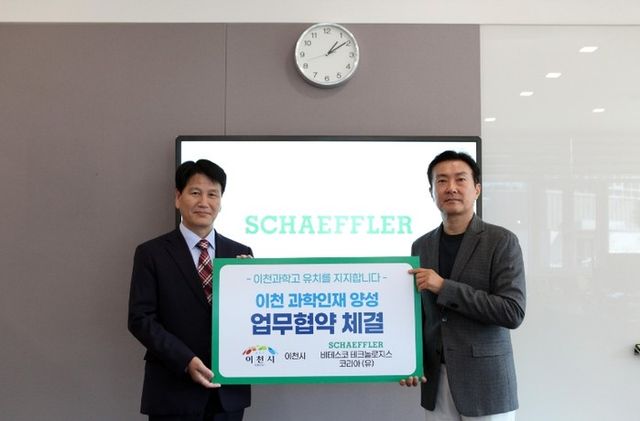 SCHAEFFLER
- 이천과학고 유치를 지지합니다 -
이천 과학인재 양성
업무협약 체결
이천시
이천시
SCHAEFFLER
비테스코 테크놀로지스
코리아 (유)